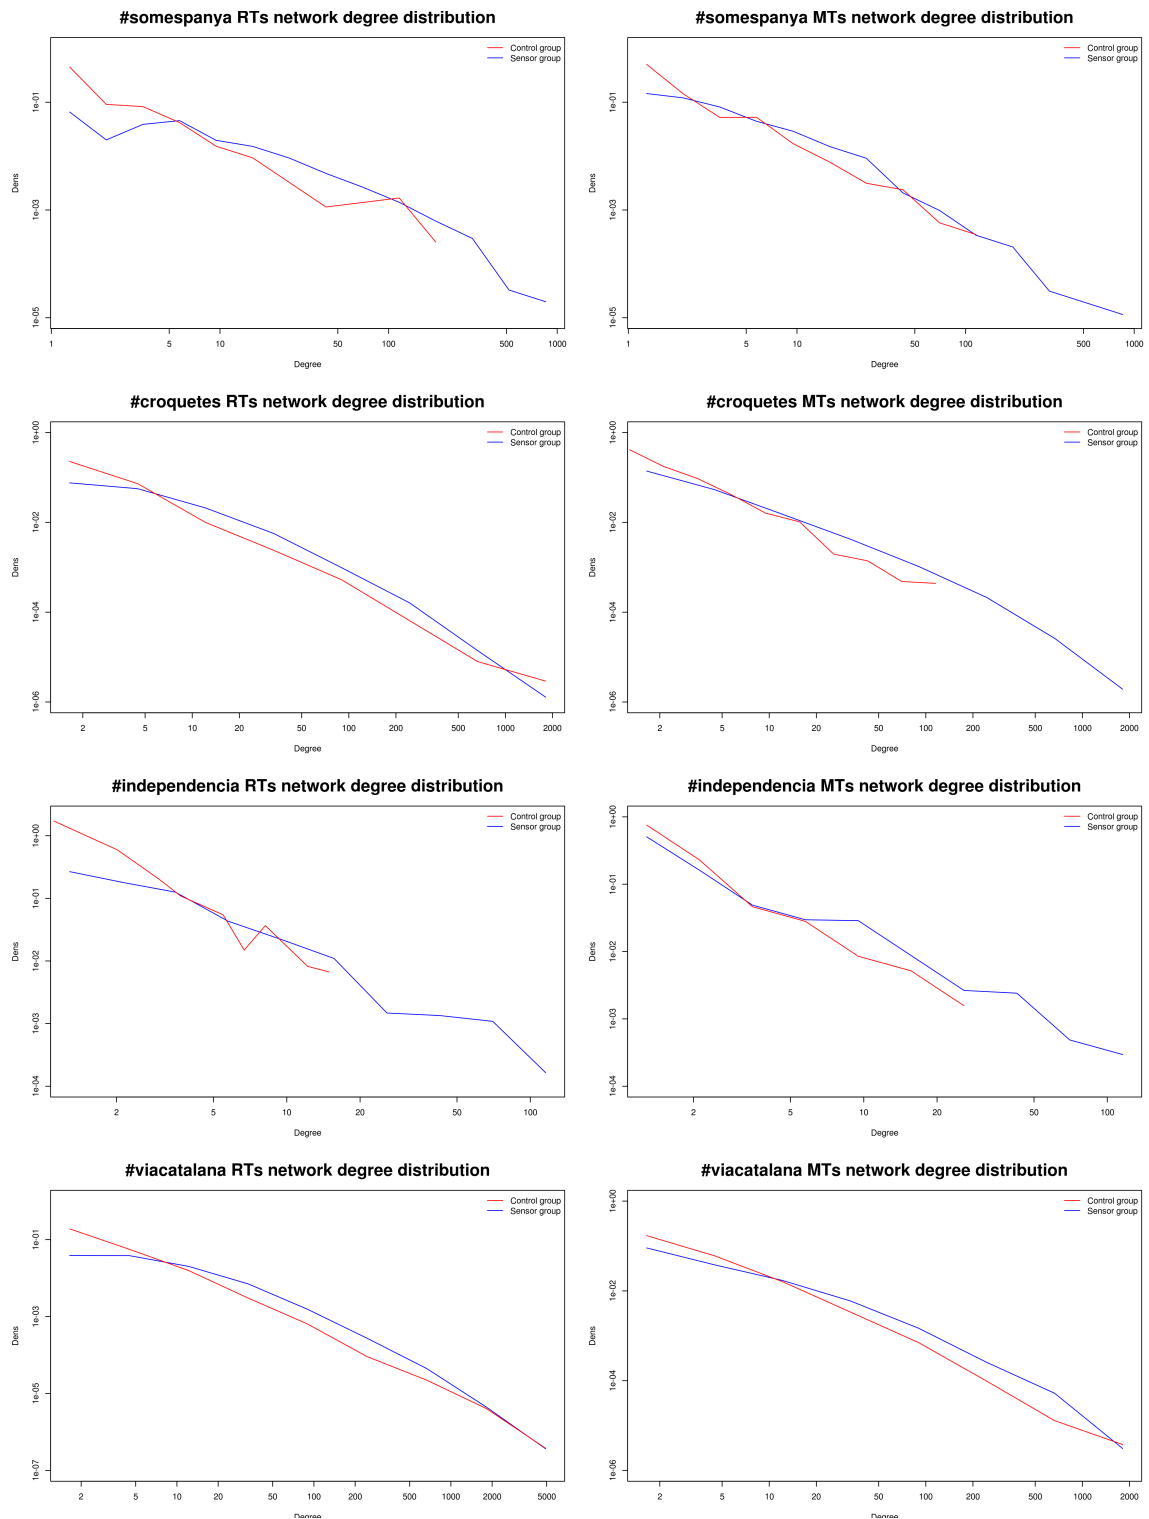 #somespanya RTs network degree distribution
Control group
Sensor group
Dens
1e-01
1e-03
1e-05
1 5 10 50 100 500 1000
Degree
#somespanya MTs network degree distribution
Control group
Sensor group
Dens
1e-01
1e-03
1e-05
1 5 10 50 100 500 1000
Degree
#croquetes RTs network degree distribution
Control group
Sensor group
Dens
1e+00
1e-02
1e-04
1e-06
2 5 10 20 50 100 200 500 1000 2000
Degree
#croquetes MTs network degree distribution
Control group
Sensor group
Dens
1e+00
1e-02
1e-04
1e-06
2 5 10 20 50 100 200 500 1000 2000
Degree
#independencia RTs network degree distribution
Control group
Sensor group
Dens
1e+00
1e-01
1e-02
1e-03
1e-04
2 5 10 20 50 100
Degree
#independencia MTs network degree distribution
Control group
Sensor group
Dens
1e+00
1e-01
1e-02
1e-03
1e-04
2 5 10 20 50 100
Degree
#viacatalana RTs network degree distribution
Control group
Sensor group
Dens
1e-01
1e-03
1e-05
1e-07
2 5 10 20 50 100 200 500 1000 2000 5000
Degree
#viacatalana MTs network degree distribution
Control group
Sensor group
Dens
1e+00
1e-02
1e-04
1e-06
2 5 10 20 50 100 200 500 1000 2000
Degree